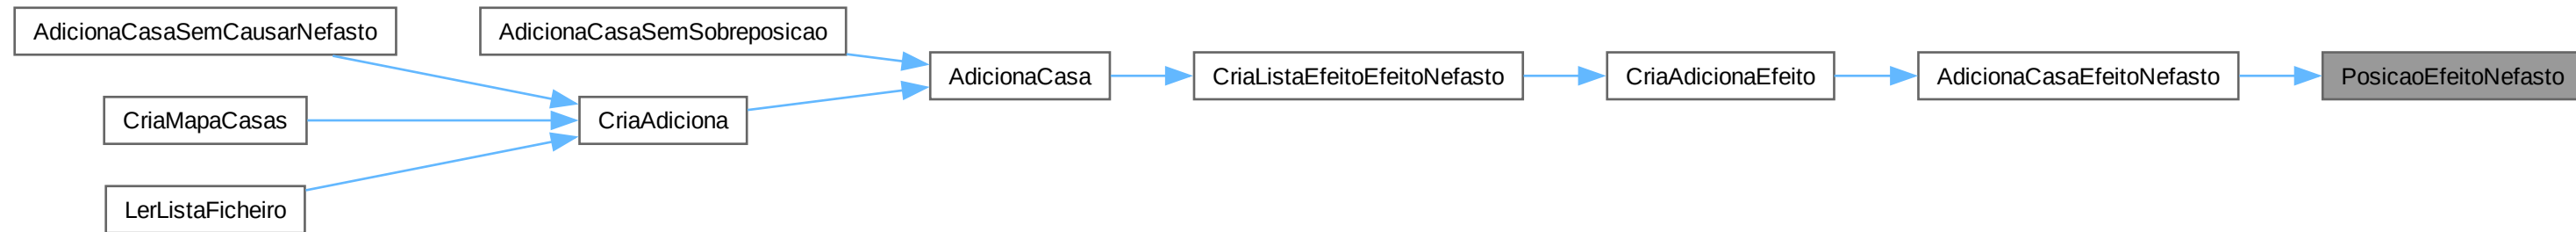 AdicionaCasaSemCausarNefasto
AdicionaCasaSemSobreposicao
AdicionaCasa
CriaListaEfeitoEfeitoNefasto
CriaAdicionaEfeito
AdicionaCasaEfeitoNefasto
PosicaoEfeitoNefasto
CriaMapaCasas
CriaAdiciona
LerListaFicheiro